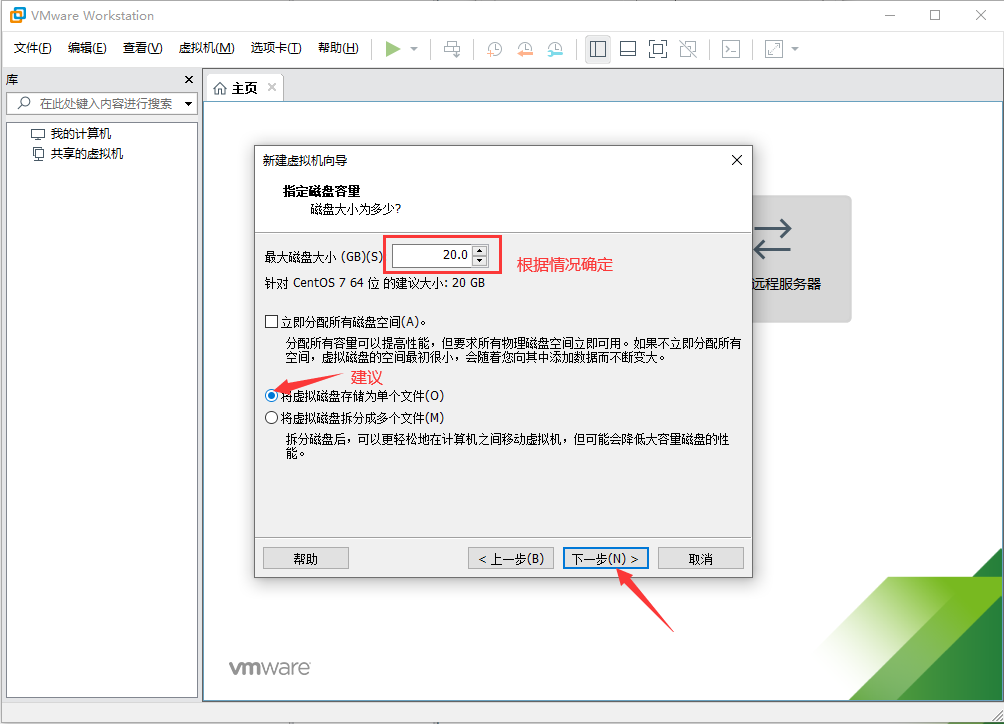 VMware Workstation
文件(F) 编辑(E) 查看(V) 虚拟机(M) 选项卡(T) 帮助(H)
库
在此处键入内容进行搜索
我的计算机
共享的虚拟机
主页
新建虚拟机向导
指定磁盘容量
磁盘大小为多少?
最大磁盘大小 (GB)(S) 20.0
根据情况确定
针对 CentOS 7 64 位 的建议大小: 20 GB
立即分配所有磁盘空间(A)。
分配所有容量可以提高性能，但要求所有物理磁盘空间立即可用。如果不立即分配所有
空间，虚拟磁盘的空间最初很小，会随着您向其中添加数据而不断变大。
建议
将虚拟磁盘存储为单个文件(O)
将虚拟磁盘拆分成多个文件(M)
拆分磁盘后，可以更轻松地在计算机之间移动虚拟机，但可能会降低大容量磁盘的性
能。
帮助 < 上一步(B) 下一步(N) > 取消
远程服务器
vmware